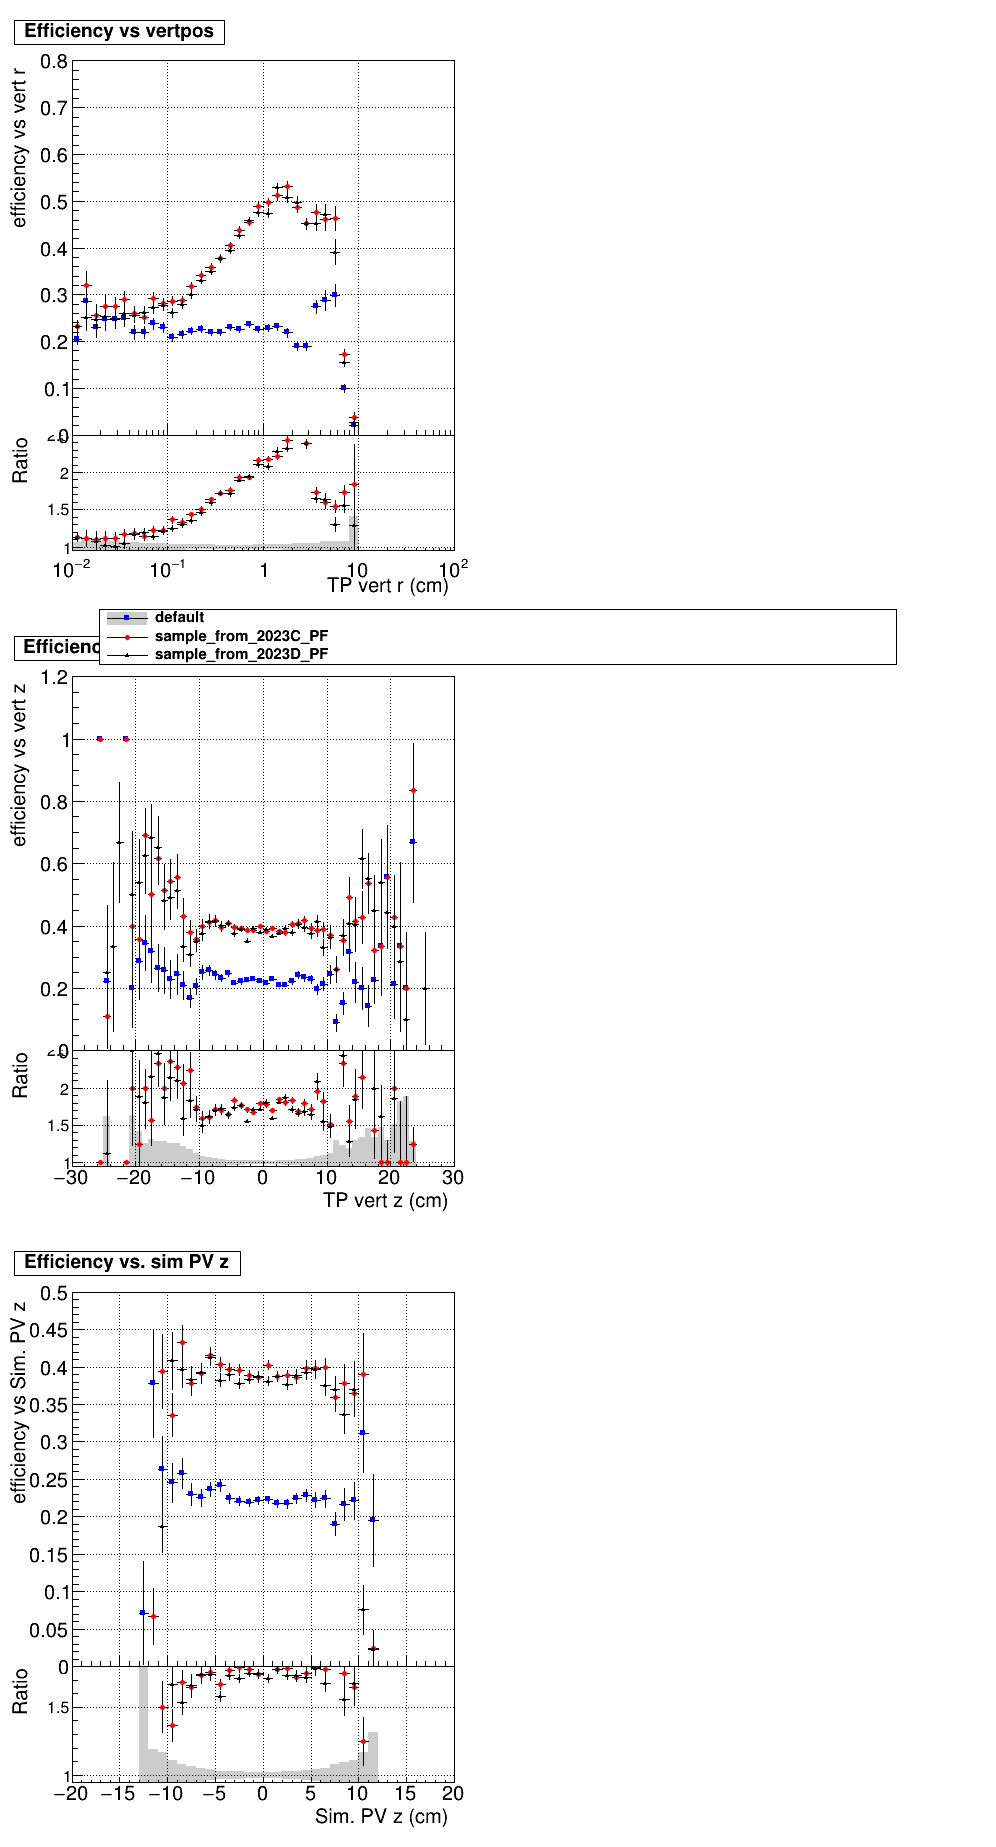 Efficiency vs vertpos
efficiency vs vert r
0.8
0.7
0.6
0.5
0.4
0.3
0.2
0.1
0
Ratio
2
1.5
1
10−2 10−1 1 10 102
TP vert r (cm)
default
sample_from_2023C_PF
sample_from_2023D_PF
Efficienc
efficiency vs vert z
1.2
1
0.8
0.6
0.4
0.2
0
Ratio
2
1.5
1
−30 −20 −10 0 10 20 30
TP vert z (cm)
Efficiency vs. sim PV z
efficiency vs Sim. PV z
0.5
0.45
0.4
0.35
0.3
0.25
0.2
0.15
0.1
0.05
0
Ratio
1.5
1
−20 −15 −10 −5 0 5 10 15 20
Sim. PV z (cm)